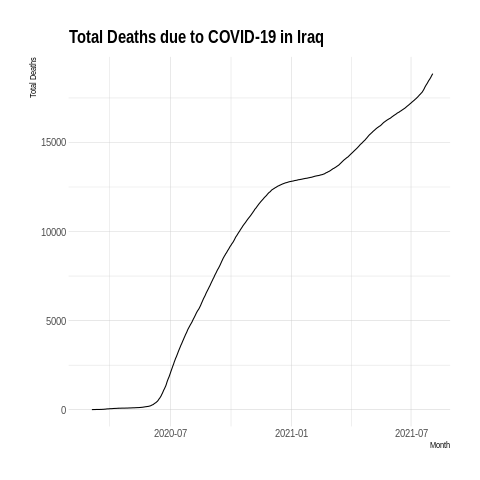 Total Deaths due to COVID-19 in Iraq
Total Deaths
15000
10000
5000
0
2020-07 2021-01 2021-07
Month